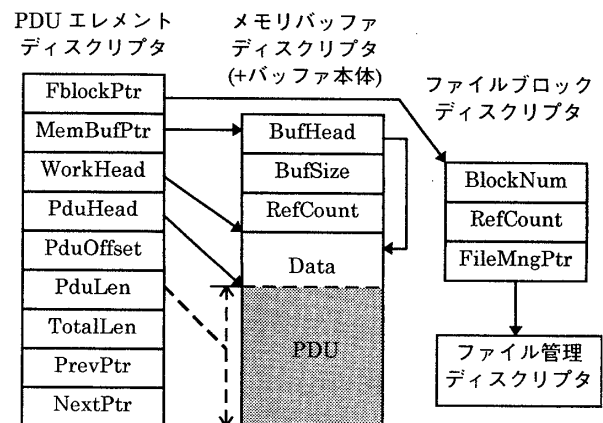 PDU エレメント
ディスクリプタ
FblockPtr
MemBufPtr
WorkHead
PduHead
PduOffset
PduLen
TotalLen
PrevPtr
NextPtr
メモリバッファ
ディスクリプタ
(+バッファ本体)
BufHead
BufSize
RefCount
Data
PDU
ファイルブロック
ディスクリプタ
BlockNum
RefCount
FileMngPtr
ファイル管理
ディスクリプタ